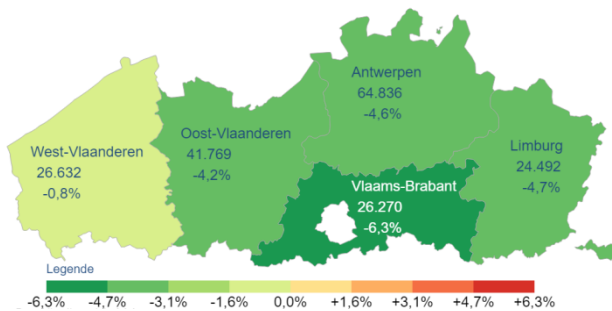 Antwerpen
64.836
-4,6%
Oost-Vlaanderen
41.769
-4,2%
West-Vlaanderen
26.632
-0,8%
Limburg
24.492
-4,7%
Vlaams-Brabant
26.270
-6,3%
Legende
-6,3% -4,7% -3,1% -1,6% 0,0% +1,6% +3,1% +4,7% +6,3%